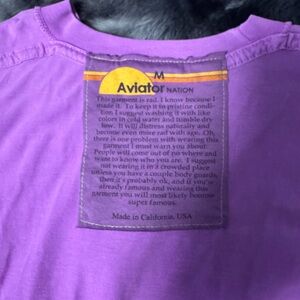 M
Aviator NATION
This garment is rad. I know because I
made it. To keep it in pristine condi-
tion, I suggest washing it with like
colors in cold water and tumble dry
low. It will distress naturally and
become even more rad with age. Oh,
there is one problem with wearing this
garment I must warn you about:
People will come out of no where and
want to know who you are. I suggest
not wearing it in a crowded place
unless you have a couple body guards,
then it's probably ok, and if you're
already famous and wearing this
garment you will most likely become
super famous.
Made in California, USA